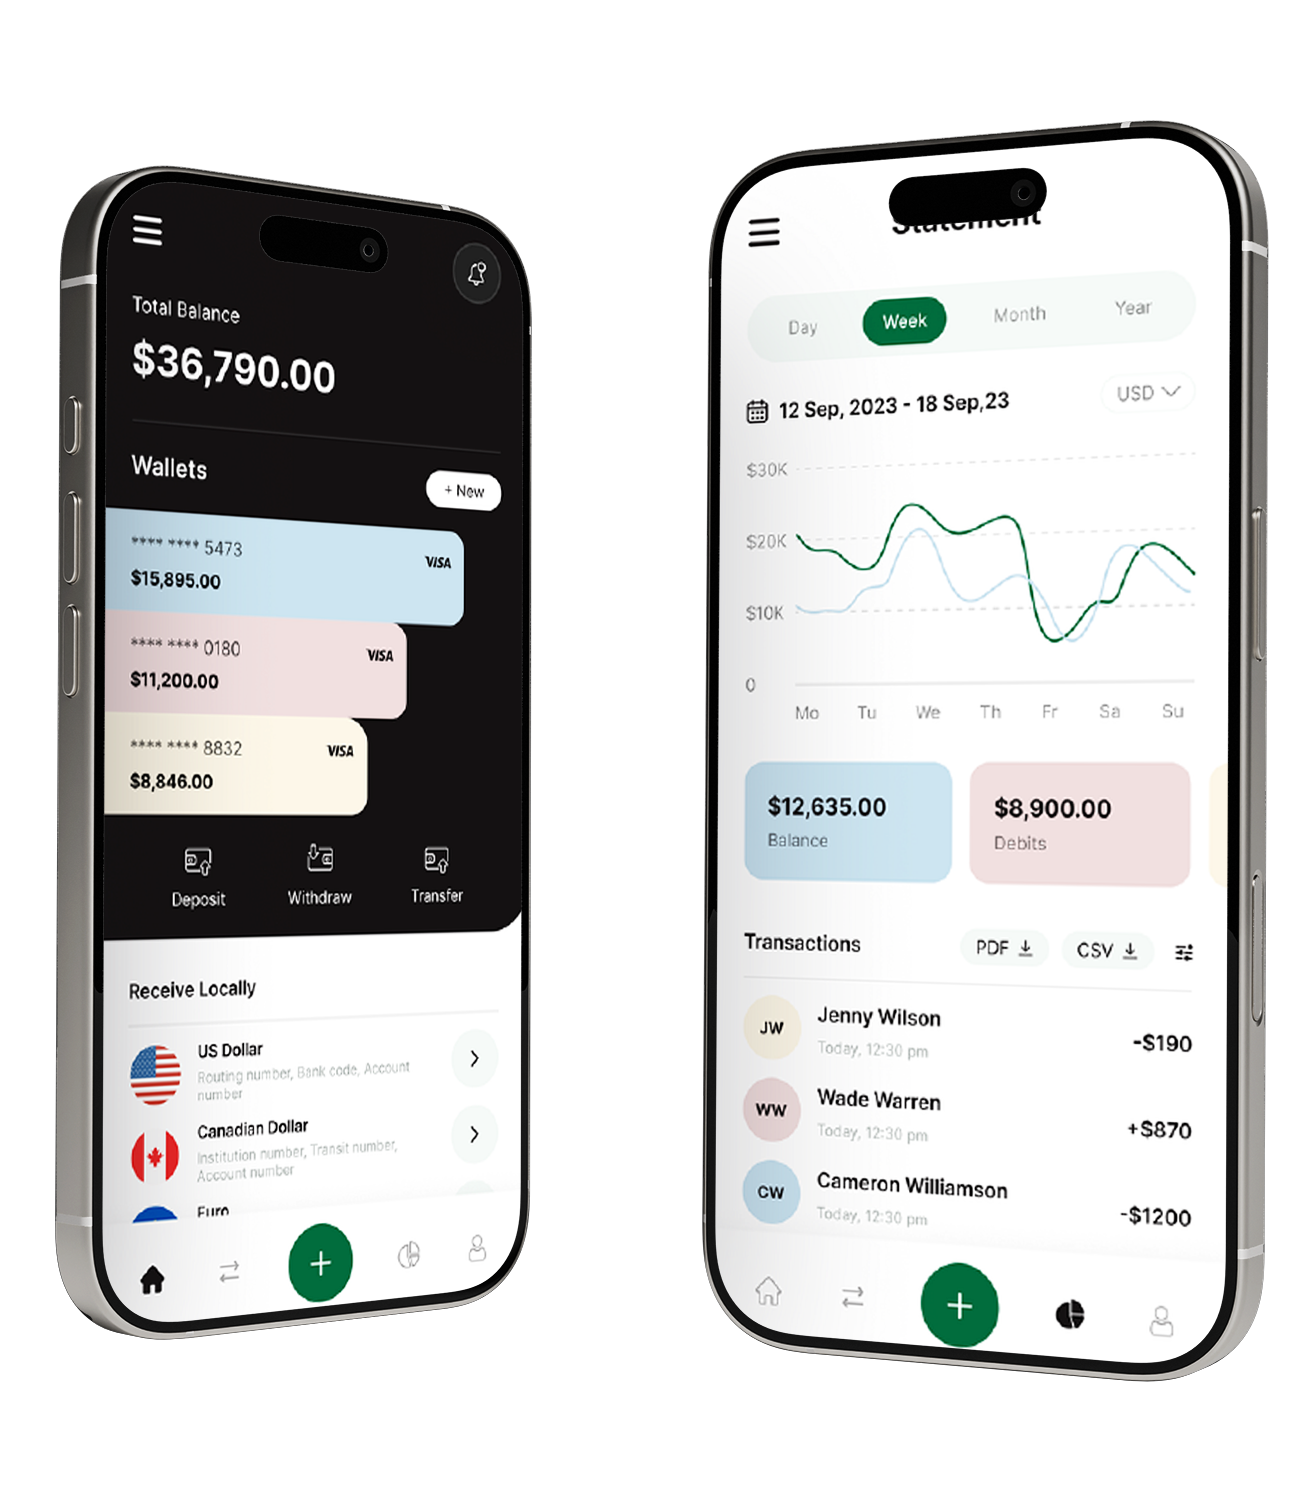 Total Balance
$36,790.00
Wallets
+ New
**** **** 5473
VISA
$15,895.00
**** **** 0180
VISA
$11,200.00
**** **** 8832
VISA
$8,846.00
Deposit
Withdraw
Transfer
Receive Locally
US Dollar
Routing number, Bank code, Account
number
Canadian Dollar
Institution number, Transit number,
Account number
Euro
Statement
Day
Week
Month
Year
12 Sep, 2023 - 18 Sep,23
USD
$30K
$20K
$10K
0
Mo
Tu
We
Th
Fr
Sa
Su
$12,635.00
Balance
$8,900.00
Debits
Transactions
PDF
CSV
JW
Jenny Wilson
Today, 12:30 pm
-$190
WW
Wade Warren
Today, 12:30 pm
+$870
CW
Cameron Williamson
Today, 12:30 pm
-$1200